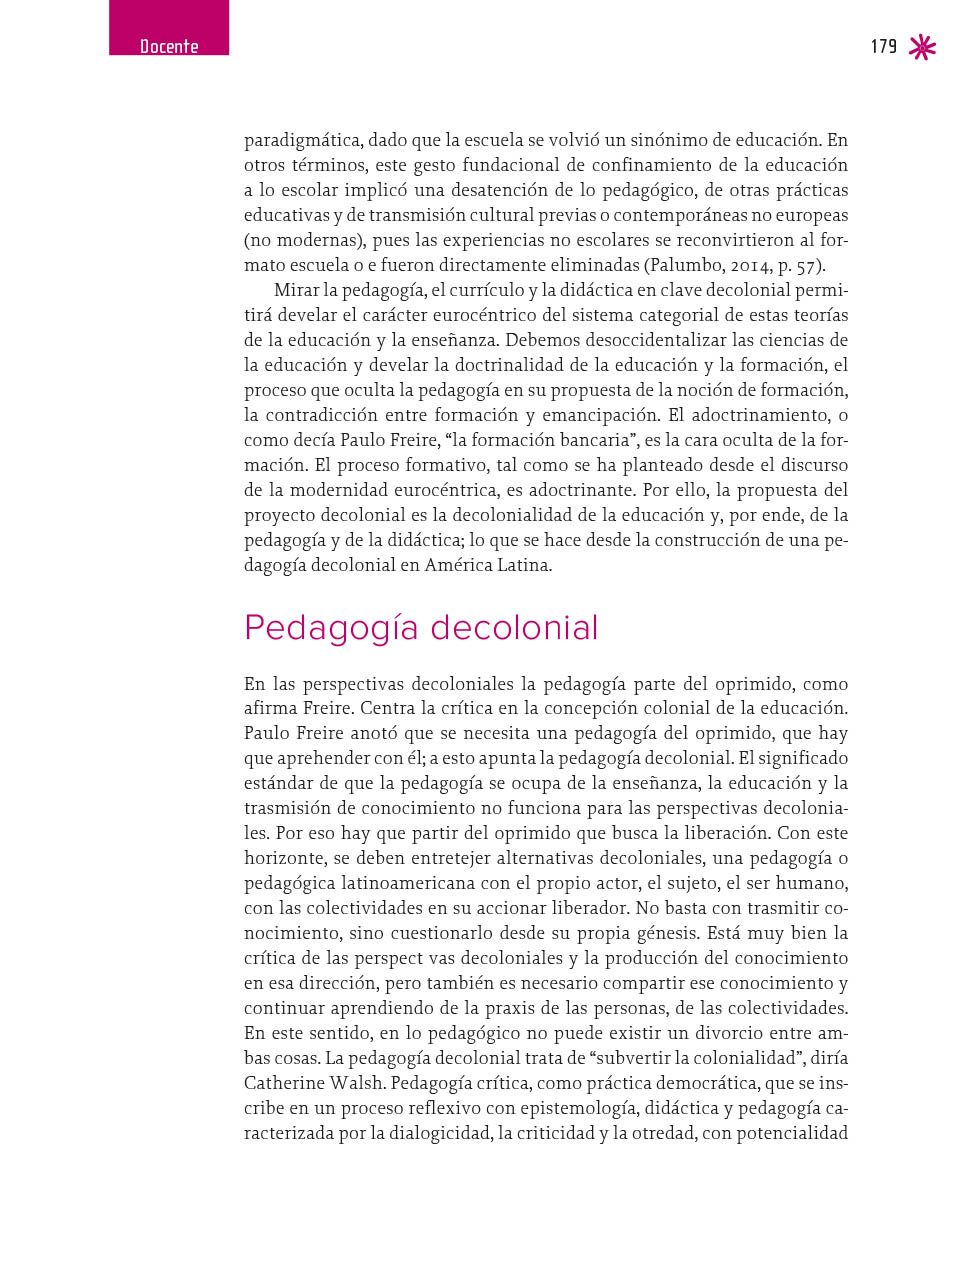 Docente
179
paradigmática, dado que la escuela se volvió un sinónimo de educación. En
otros términos, este gesto fundacional de confinamiento de la educación
a lo escolar implicó una desatención de lo pedagógico, de otras prácticas
educativas y de transmisión cultural previas o contemporáneas no europeas
(no modernas), pues las experiencias no escolares se reconvirtieron al for-
mato escuela o e fueron directamente eliminadas (Palumbo, 2014, p. 57).
Mirar la pedagogía, el currículo y la didáctica en clave decolonial permi-
tirá develar el carácter eurocéntrico del sistema categorial de estas teorías
de la educación y la enseñanza. Debemos desoccidentalizar las ciencias de
la educación y develar la doctrinalidad de la educación y la formación, el
proceso que oculta la pedagogía en su propuesta de la noción de formación,
la contradicción entre formación y emancipación. El adoctrinamiento, o
como decía Paulo Freire, “la formación bancaria”, es la cara oculta de la for-
mación. El proceso formativo, tal como se ha planteado desde el discurso
de la modernidad eurocéntrica, es adoctrinante. Por ello, la propuesta del
proyecto decolonial es la decolonialidad de la educación y, por ende, de la
pedagogía y de la didáctica; lo que se hace desde la construcción de una pe-
dagogía decolonial en América Latina.
Pedagogía decolonial
En las perspectivas decoloniales la pedagogía parte del oprimido, como
afirma Freire. Centra la crítica en la concepción colonial de la educación.
Paulo Freire anotó que se necesita una pedagogía del oprimido, que hay
que aprehender con él; a esto apunta la pedagogía decolonial. El significado
estándar de que la pedagogía se ocupa de la enseñanza, la educación y la
trasmisión de conocimiento no funciona para las perspectivas decolonia-
les. Por eso hay que partir del oprimido que busca la liberación. Con este
horizonte, se deben entretejer alternativas decoloniales, una pedagogía o
pedagógica latinoamericana con el propio actor, el sujeto, el ser humano,
con las colectividades en su accionar liberador. No basta con trasmitir co-
nocimiento, sino cuestionarlo desde su propia génesis. Está muy bien la
crítica de las perspect vas decoloniales y la producción del conocimiento
en esa dirección, pero también es necesario compartir ese conocimiento y
continuar aprendiendo de la praxis de las personas, de las colectividades.
En este sentido, en lo pedagógico no puede existir un divorcio entre am-
bas cosas. La pedagogía decolonial trata de “subvertir la colonialidad”, diría
Catherine Walsh. Pedagogía crítica, como práctica democrática, que se ins-
cribe en un proceso reflexivo con epistemología, didáctica y pedagogía ca-
racterizada por la dialogicidad, la criticidad y la otredad, con potencialidad